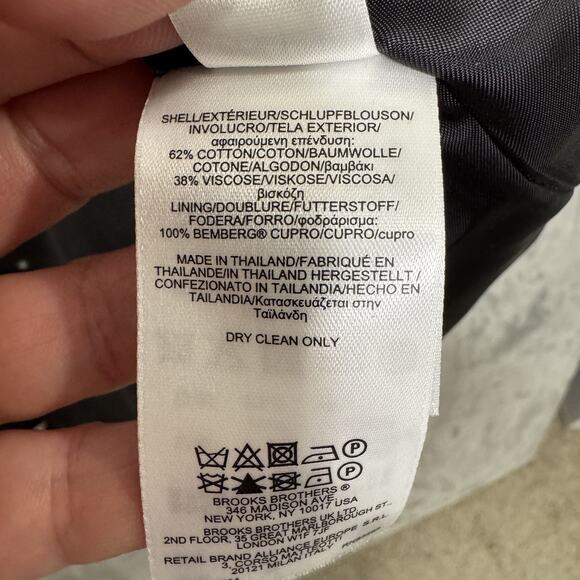 SHELL/EXTÉRIEUR/SCHLUPFBLOUSON/
INVOLUCRO/TELA EXTERIOR/
αφαιρούμενη επένδυση:
62% COTTON/COTON/BAUMWOLLE/
COTONE/ALGODON/βαμβάκι
38% VISCOSE/VISKOSE/VISCOSA/
βισκόζη
LINING/DOUBLURE/FUTTERSTOFF/
FODERA/FORRO/φοδράρισμα:
100% BEMBERG® CUPRO/CUPRO/cupro
MADE IN THAILAND/FABRIQUÉ EN
THAILANDE/IN THAILAND HERGESTELLT /
CONFEZIONATO IN TAILANDIA/HECHO EN
TAILANDIA/Κατασκευάζεται στην
Ταϊλάνδη
DRY CLEAN ONLY
P
P
BROOKS BROTHERS ®
346 MADISON AVE.
NEW YORK, NY 10017 USA
BROOKS BROTHERS UK LTD.
2ND FLOOR, 35 GREAT MARLBOROUGH ST.,
LONDON W1F 7JF
RETAIL BRAND ALLIANCE EUROPE S.R.L.
3, CORSO MATTEOTTI
20121 MILAN ITALY